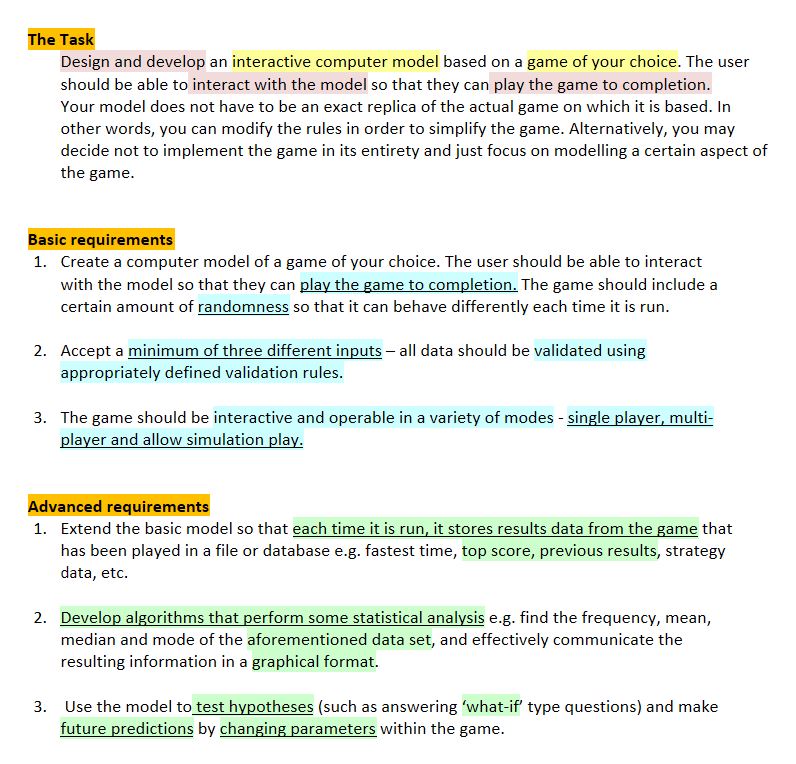 The Task
Design and develop an interactive computer model based on a game of your choice. The user
should be able to interact with the model so that they can play the game to completion.
Your model does not have to be an exact replica of the actual game on which it is based. In
other words, you can modify the rules in order to simplify the game. Alternatively, you may
decide not to implement the game in its entirety and just focus on modelling a certain aspect of
the game.
Basic requirements
1. Create a computer model of a game of your choice. The user should be able to interact
with the model so that they can play the game to completion. The game should include a
certain amount of randomness so that it can behave differently each time it is run.
2. Accept a minimum of three different inputs – all data should be validated using
appropriately defined validation rules.
3. The game should be interactive and operable in a variety of modes - single player, multi-
player and allow simulation play.
Advanced requirements
1. Extend the basic model so that each time it is run, it stores results data from the game that
has been played in a file or database e.g. fastest time, top score, previous results, strategy
data, etc.
2. Develop algorithms that perform some statistical analysis e.g. find the frequency, mean,
median and mode of the aforementioned data set, and effectively communicate the
resulting information in a graphical format.
3. Use the model to test hypotheses (such as answering ‘what-if’ type questions) and make
future predictions by changing parameters within the game.